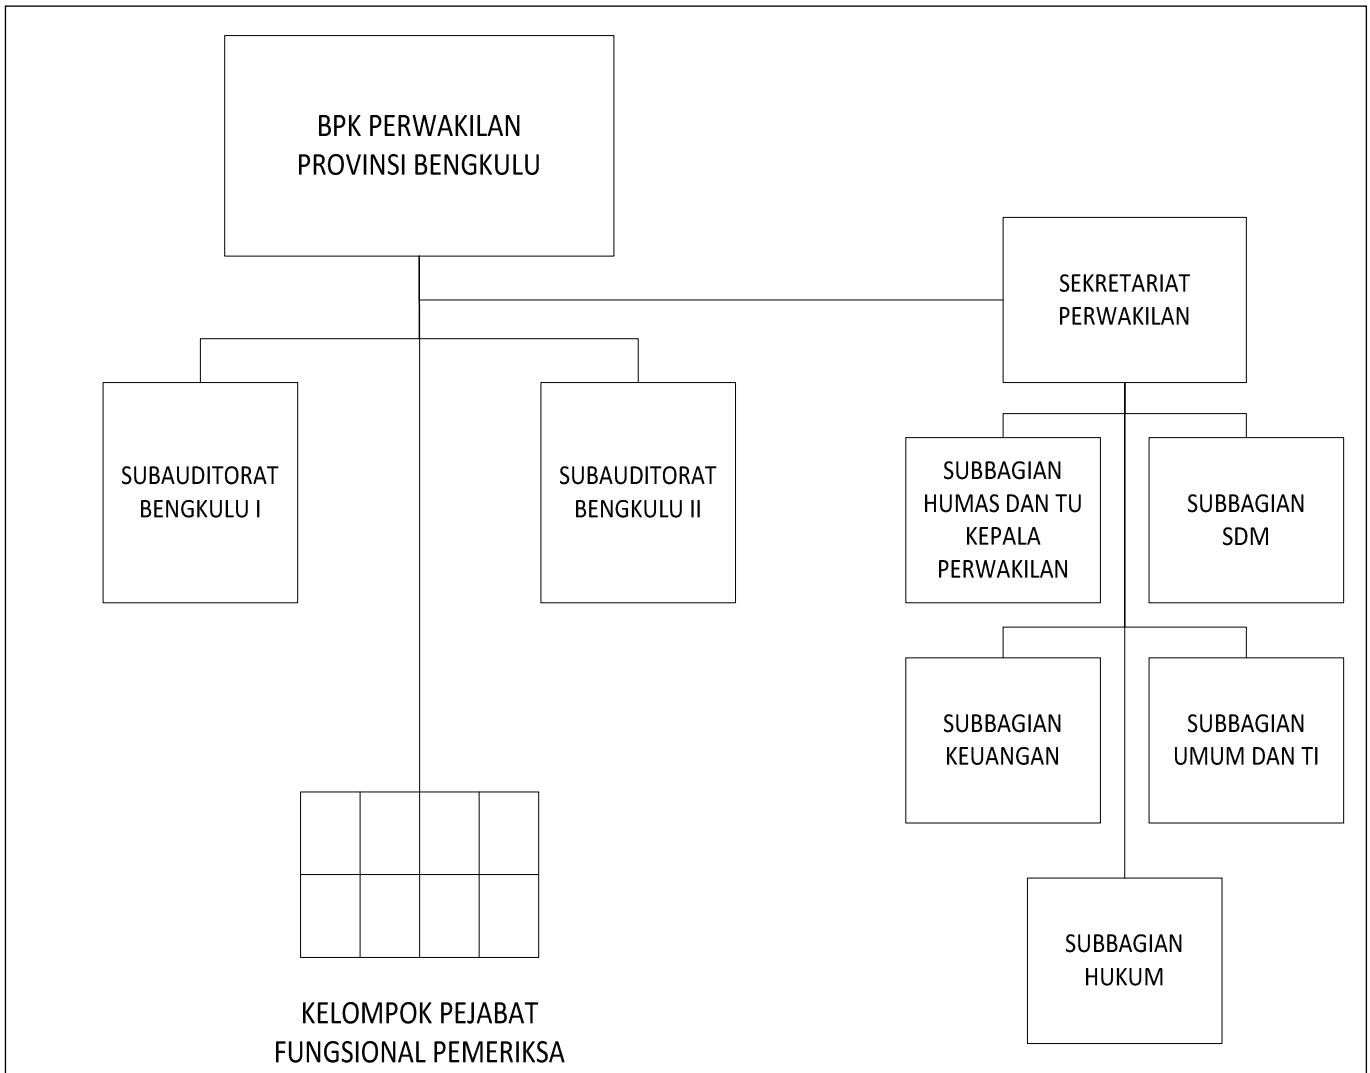 BPK PERWAKILAN
PROVINSI BENGKULU
SEKRETARIAT
PERWAKILAN
SUBAUDITORAT
BENGKULU I
SUBAUDITORAT
BENGKULU II
SUBBAGIAN
HUMAS DAN TU
KEPALA
PERWAKILAN
SUBBAGIAN
SDM
SUBBAGIAN
KEUANGAN
SUBBAGIAN
UMUM DAN TI
SUBBAGIAN
HUKUM
KELOMPOK PEJABAT
FUNGSIONAL PEMERIKSA